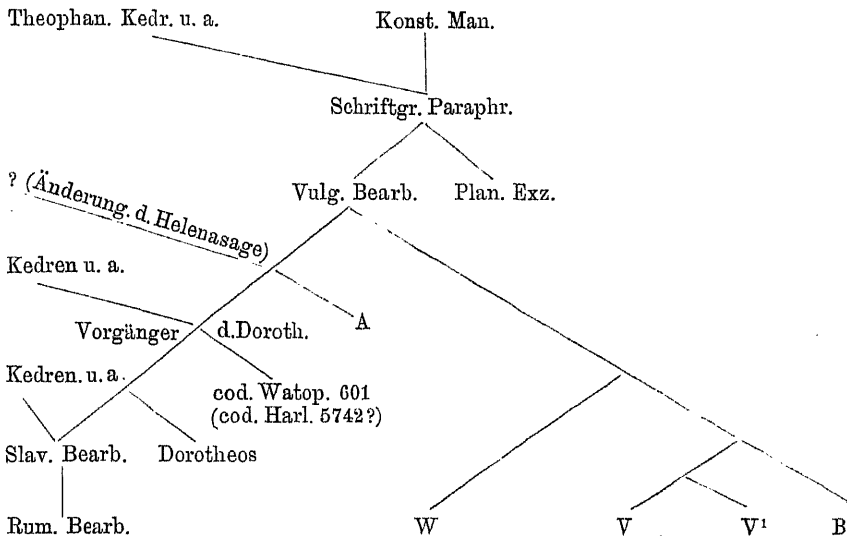 Theophan. Kedr. u. a. Konst. Man.
Schriftgr. Paraphr.
Vulg. Bearb. Plan. Exz.
? (Änderung. d. Helenasage)
Kedren u. a.
A
Vorgänger d. Doroth.
Kedren. u. a.
cod. Watop. 601
(cod. Harl. 5742?)
Slav. Bearb. Dorotheos
Rum. Bearb. W V V¹ B